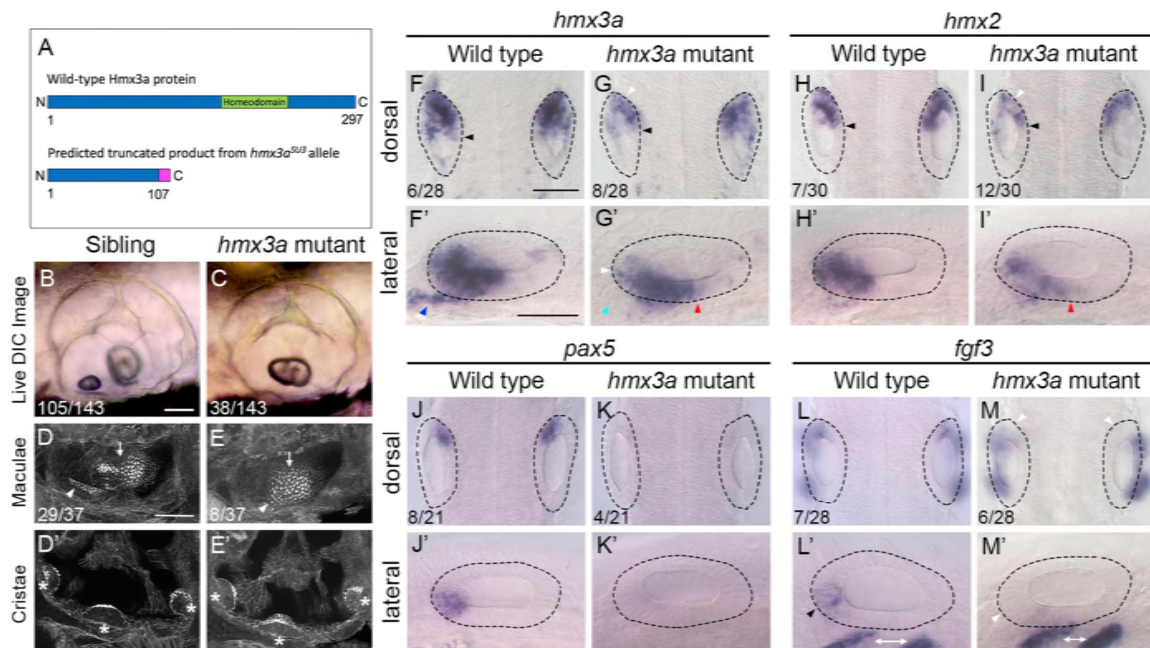 A
Wild-type Hmx3a protein
N Homeodomain C
1 297
Predicted truncated product from hmx3a^SU3 allele
N C
1 107
Sibling hmx3a mutant
Live DIC Image
B C
105/143 38/143
Maculae
D E
29/37 8/37
Cristae
D' E'
* * * * * *
hmx3a
Wild type hmx3a mutant
dorsal
F G
6/28 8/28
lateral
F' G'
hmx2
Wild type hmx3a mutant
H I
7/30 12/30
H' I'
pax5
Wild type hmx3a mutant
dorsal
J K
8/21 4/21
lateral
J' K'
fgf3
Wild type hmx3a mutant
L M
7/28 6/28
L' M'